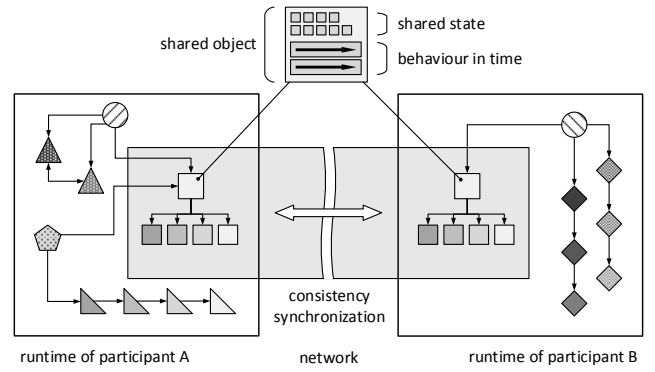 shared object
shared state
behaviour in time
consistency
synchronization
runtime of participant A
network
runtime of participant B